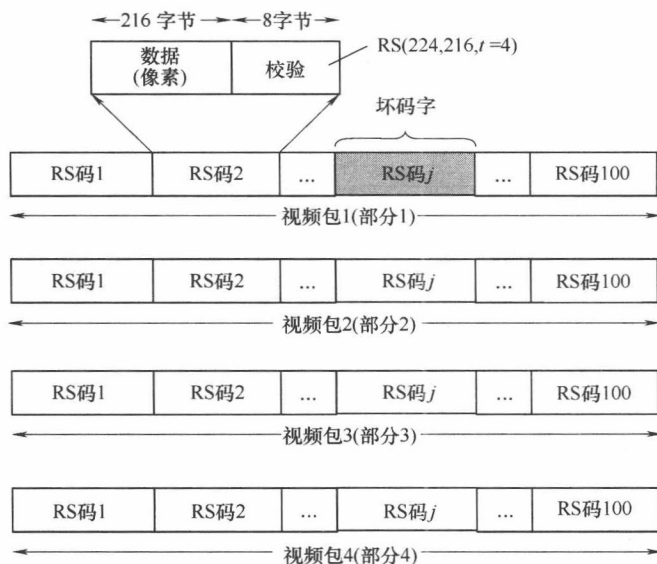 216 字节 8字节
数据 (像素) 校验 RS(224,216,t=4)
坏码字
RS码1 RS码2 ... RS码j ... RS码100
视频包1(部分1)
RS码1 RS码2 ... RS码j ... RS码100
视频包2(部分2)
RS码1 RS码2 ... RS码j ... RS码100
视频包3(部分3)
RS码1 RS码2 ... RS码j ... RS码100
视频包4(部分4)